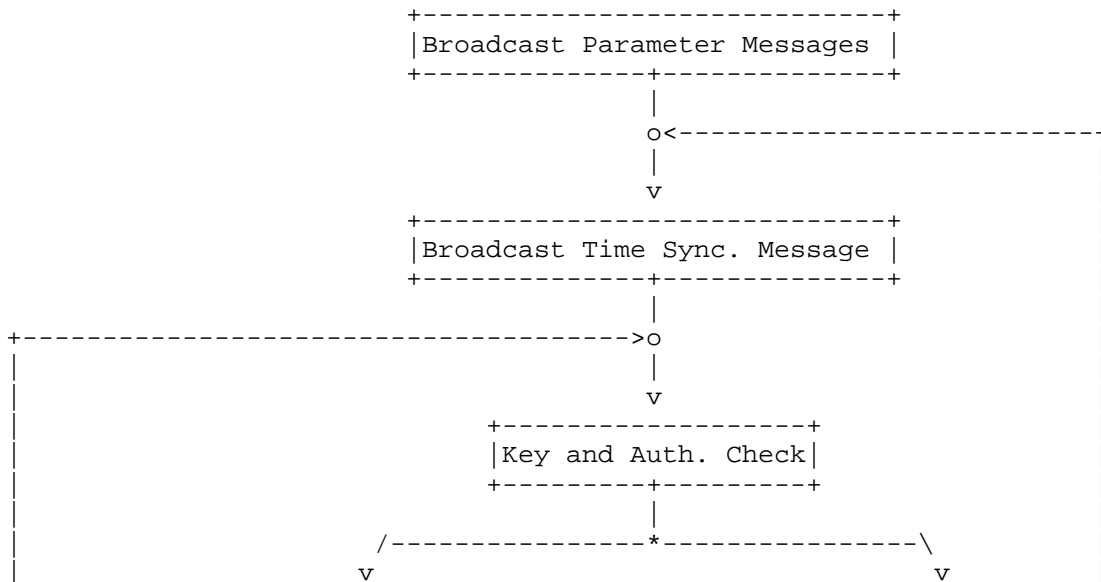 Broadcast Parameter Messages
Broadcast Time Sync. Message
Key and Auth. Check